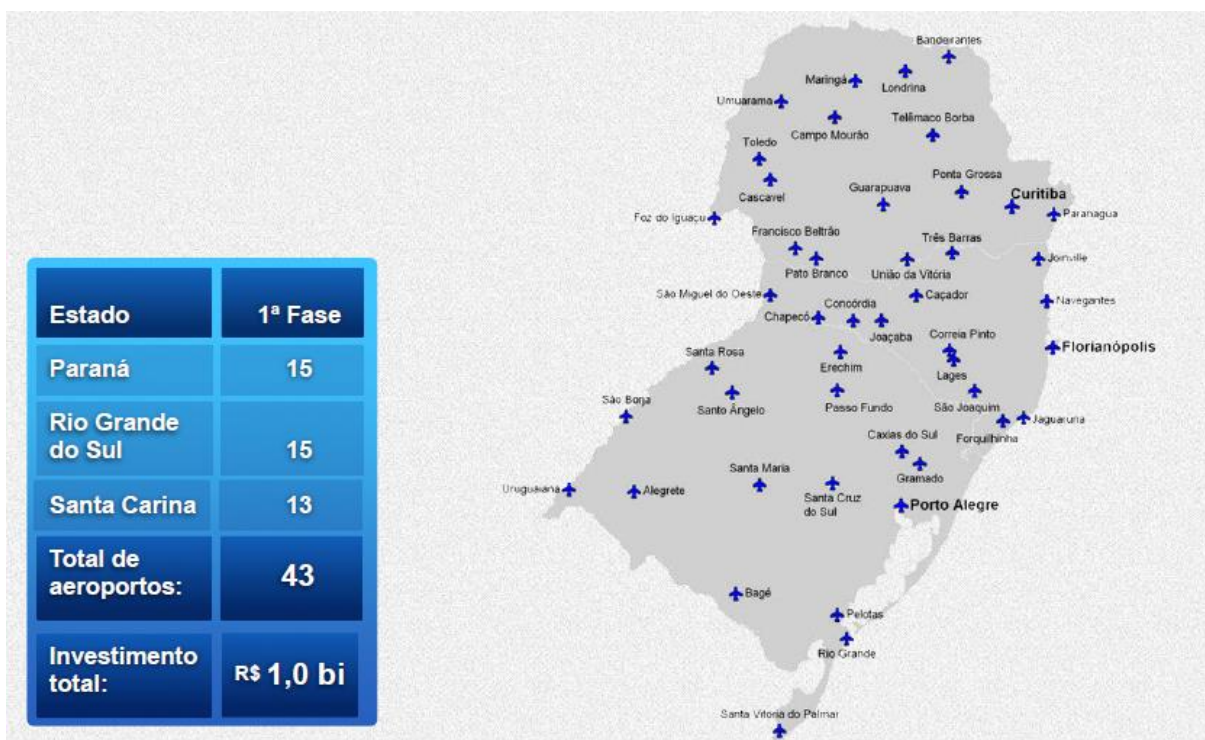 Estado 1ª Fase
Paraná 15
Rio Grande
do Sul 15
Santa Carina 13
Total de
aeroportos: 43
Investimento
total: R$ 1,0 bi
Bandeirantes
Maringá
Londrina
Umuarama
Campo Mourão
Telêmaco Borba
Toledo
Cascavel
Guarapuava
Ponta Grossa
Curitiba
Foz do Iguaçu
Paranagua
Francisco Beltrão
Três Barras
Pato Branco
União da Vitória
Joinville
São Miguel do Oeste
Caçador
Navegantes
Concórdia
Chapecó
Joaçaba
Correia Pinto
Florianópolis
Santa Rosa
Erechim
Lages
São Borja
Santo Ângelo
Passo Fundo
São Joaquim
Jaguaruna
Forquilhinha
Caxias do Sul
Gramado
Santa Maria
Uruguaiana
Alegrete
Santa Cruz
do Sul
Porto Alegre
Bagé
Pelotas
Rio Grande
Santa Vitoria do Palmar